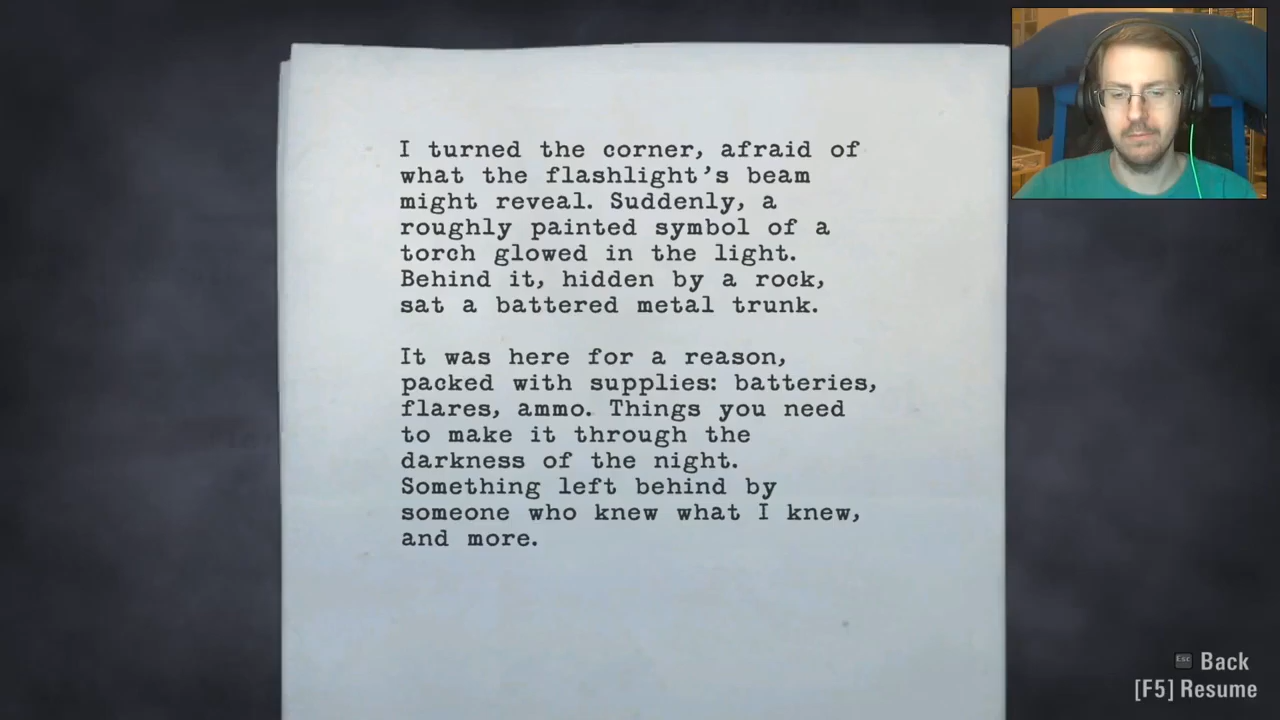 I turned the corner, afraid of
what the flashlight's beam
might reveal. Suddenly, a
roughly painted symbol of a
torch glowed in the light.
Behind it, hidden by a rock,
sat a battered metal trunk.
It was here for a reason,
packed with supplies: batteries,
flares, ammo. Things you need
to make it through the
darkness of the night.
Something left behind by
someone who knew what I knew,
and more.
Esc Back
[F5] Resume